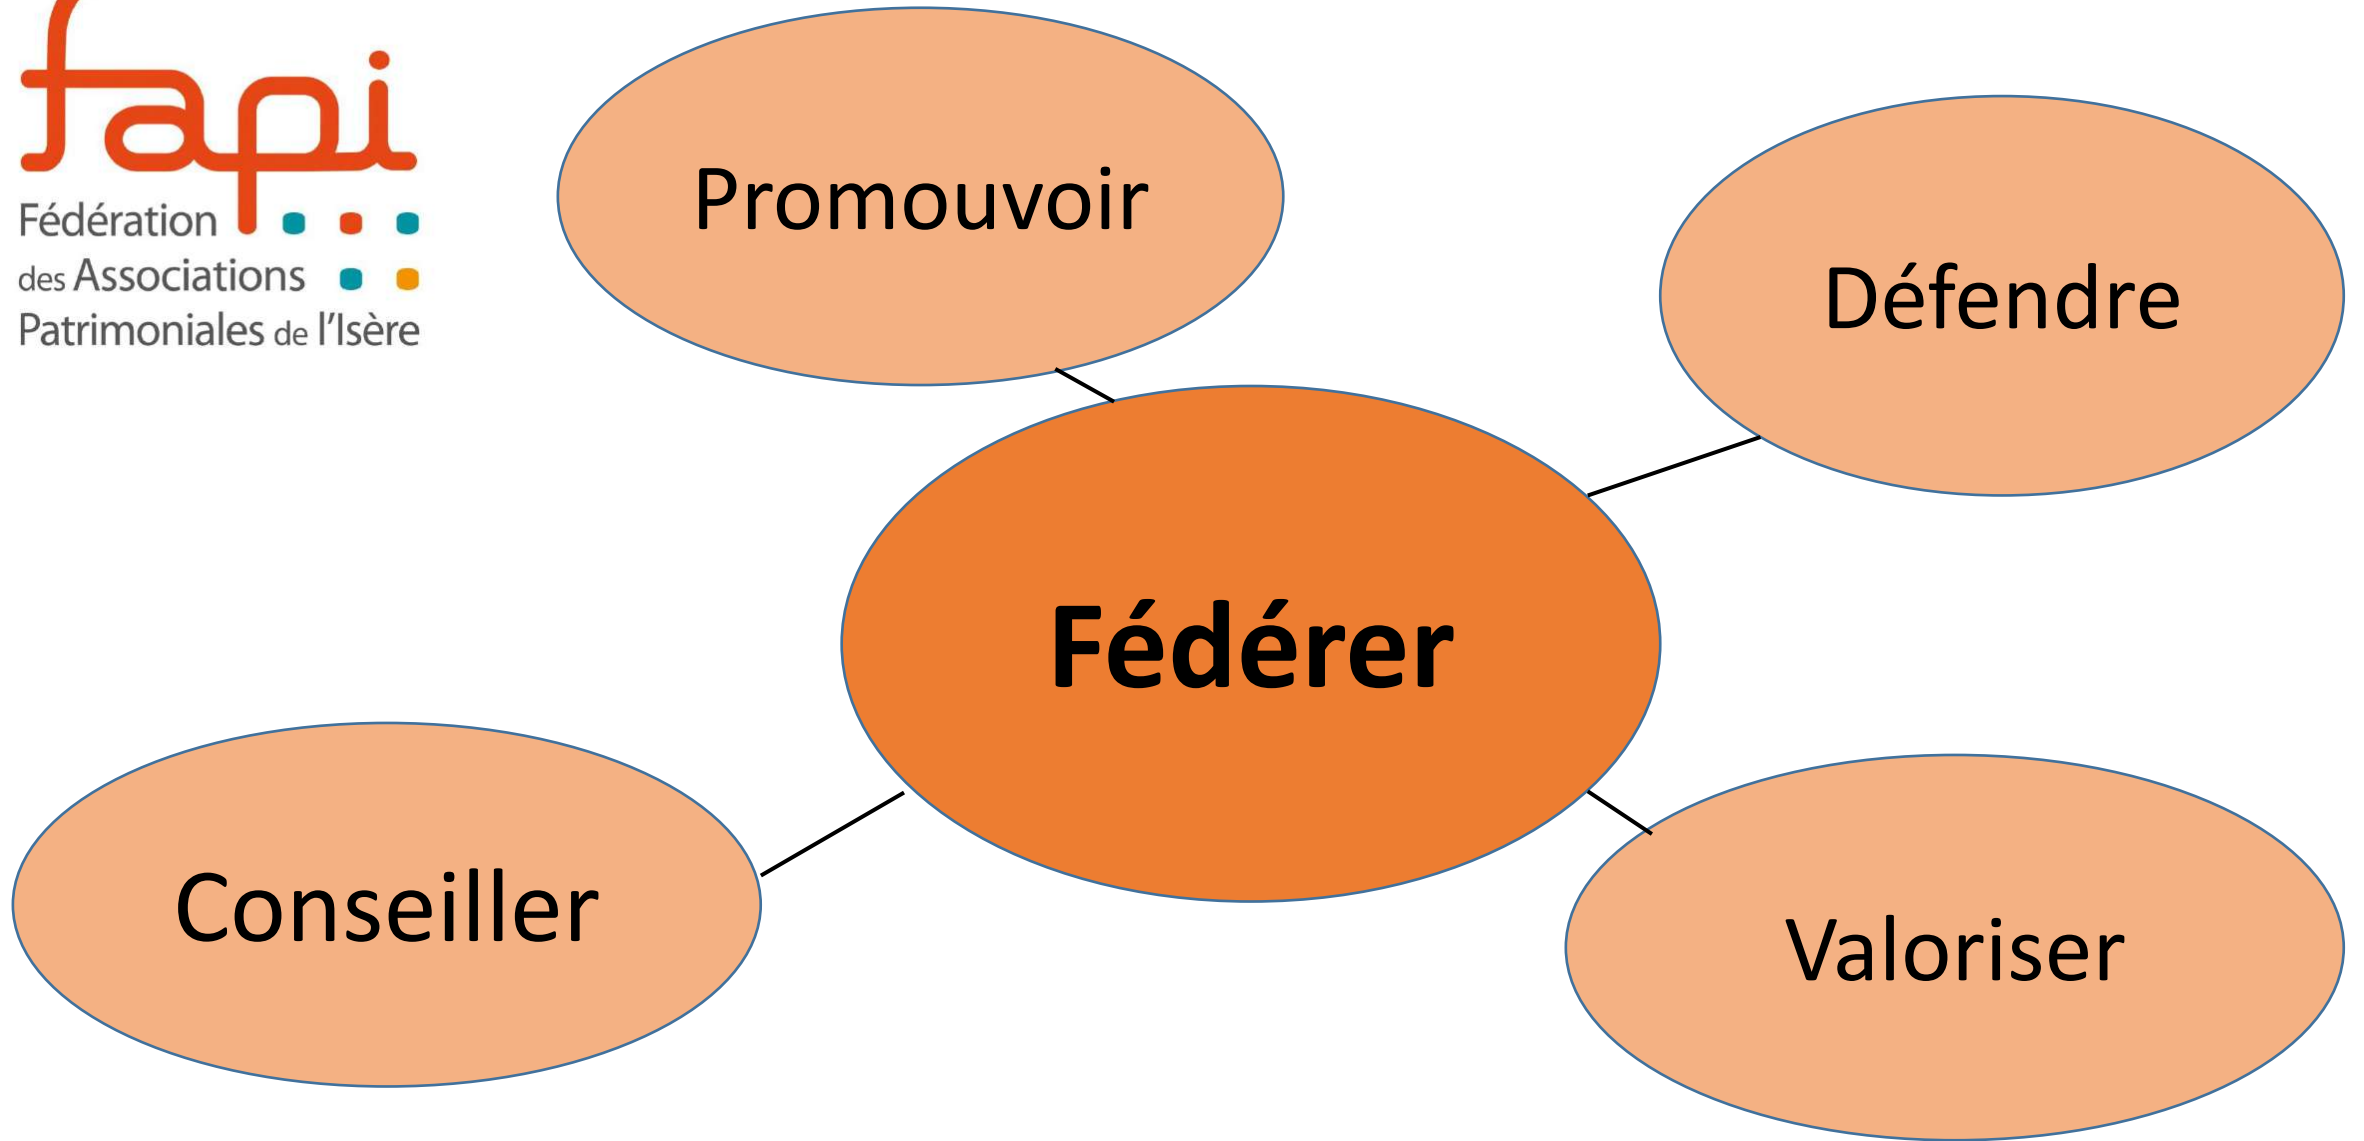 fapi
Fédération
des Associations
Patrimoniales de l'Isère
Promouvoir
Défendre
Fédérer
Conseiller
Valoriser